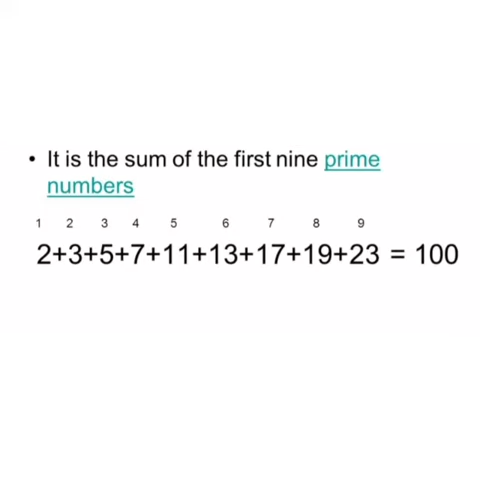 • It is the sum of the first nine prime
numbers
1 2 3 4 5 6 7 8 9
2+3+5+7+11+13+17+19+23 = 100